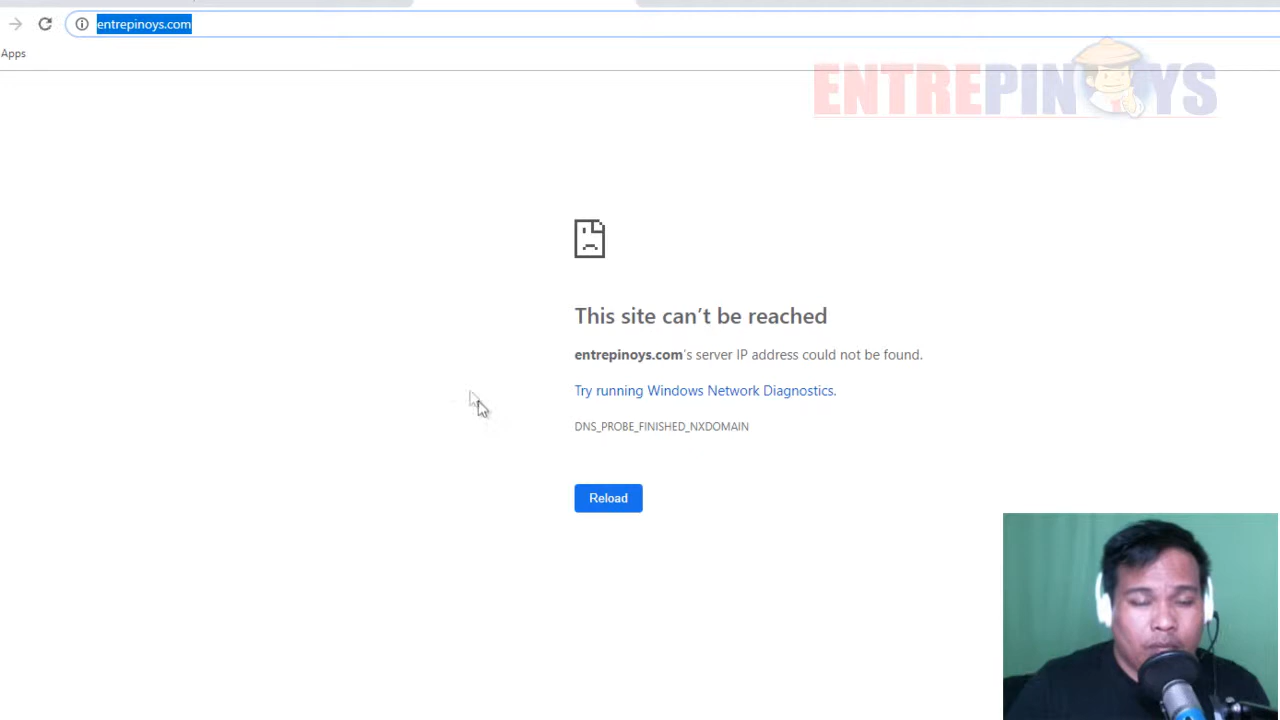 entrepinoys.com
Apps
ENTREPINOYS
This site can’t be reached
entrepinoys.com's server IP address could not be found.
Try running Windows Network Diagnostics.
DNS_PROBE_FINISHED_NXDOMAIN
Reload